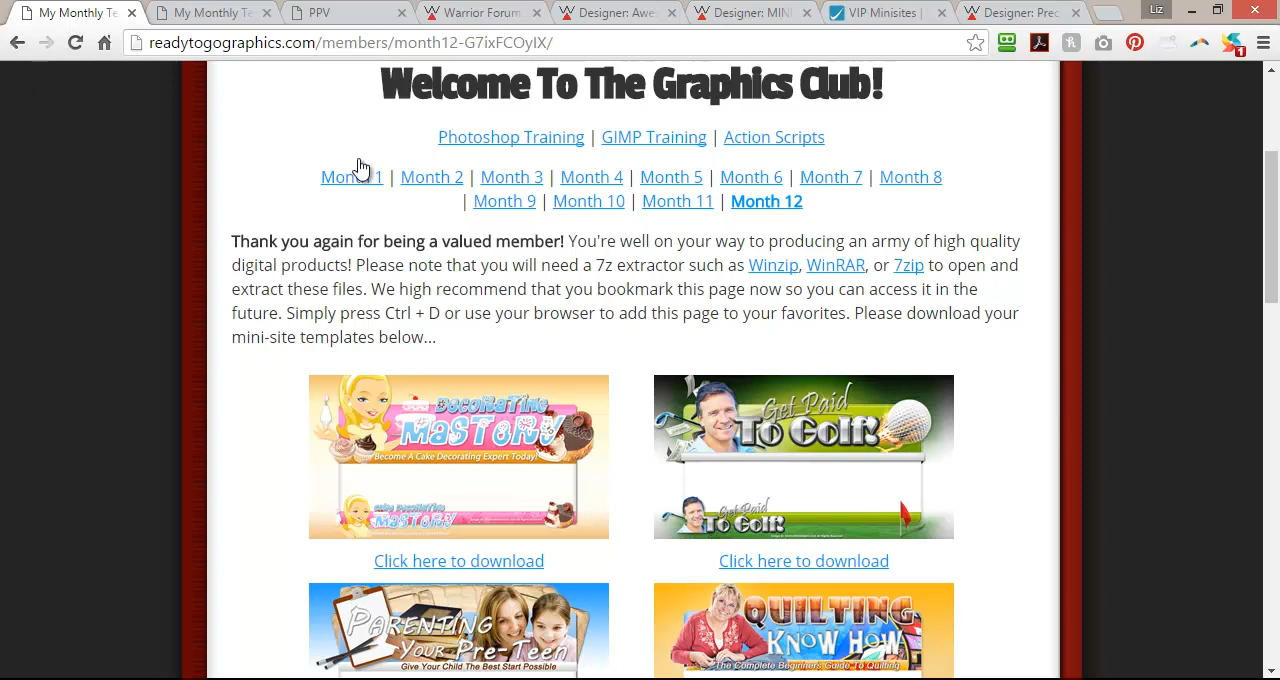 My Monthly Te
My Monthly Te
PPV
Warrior Forum
Designer: Awe
Designer: MINI
VIP Minisites |
Designer: Prec
Liz
readytogographics.com/members/month12-G7ixFCOyIX/
1
Welcome To The Graphics Club!
Photoshop Training | GIMP Training | Action Scripts
Month 1 | Month 2 | Month 3 | Month 4 | Month 5 | Month 6 | Month 7 | Month 8
| Month 9 | Month 10 | Month 11 | Month 12
Thank you again for being a valued member! You're well on your way to producing an army of high quality
digital products! Please note that you will need a 7z extractor such as Winzip, WinRAR, or 7zip to open and
extract these files. We high recommend that you bookmark this page now so you can access it in the
future. Simply press Ctrl + D or use your browser to add this page to your favorites. Please download your
mini-site templates below...
Decorating
Mastery
Become A Cake Decorating Expert Today!
Decorating
Mastery
Get Paid
To Golf!
Get Paid
To Golf!
Click here to download
Click here to download
Parenting
Your Pre-Teen
Give Your Child The Best Start Possible
Quilting
Know How
The Complete Beginners Guide To Quilting